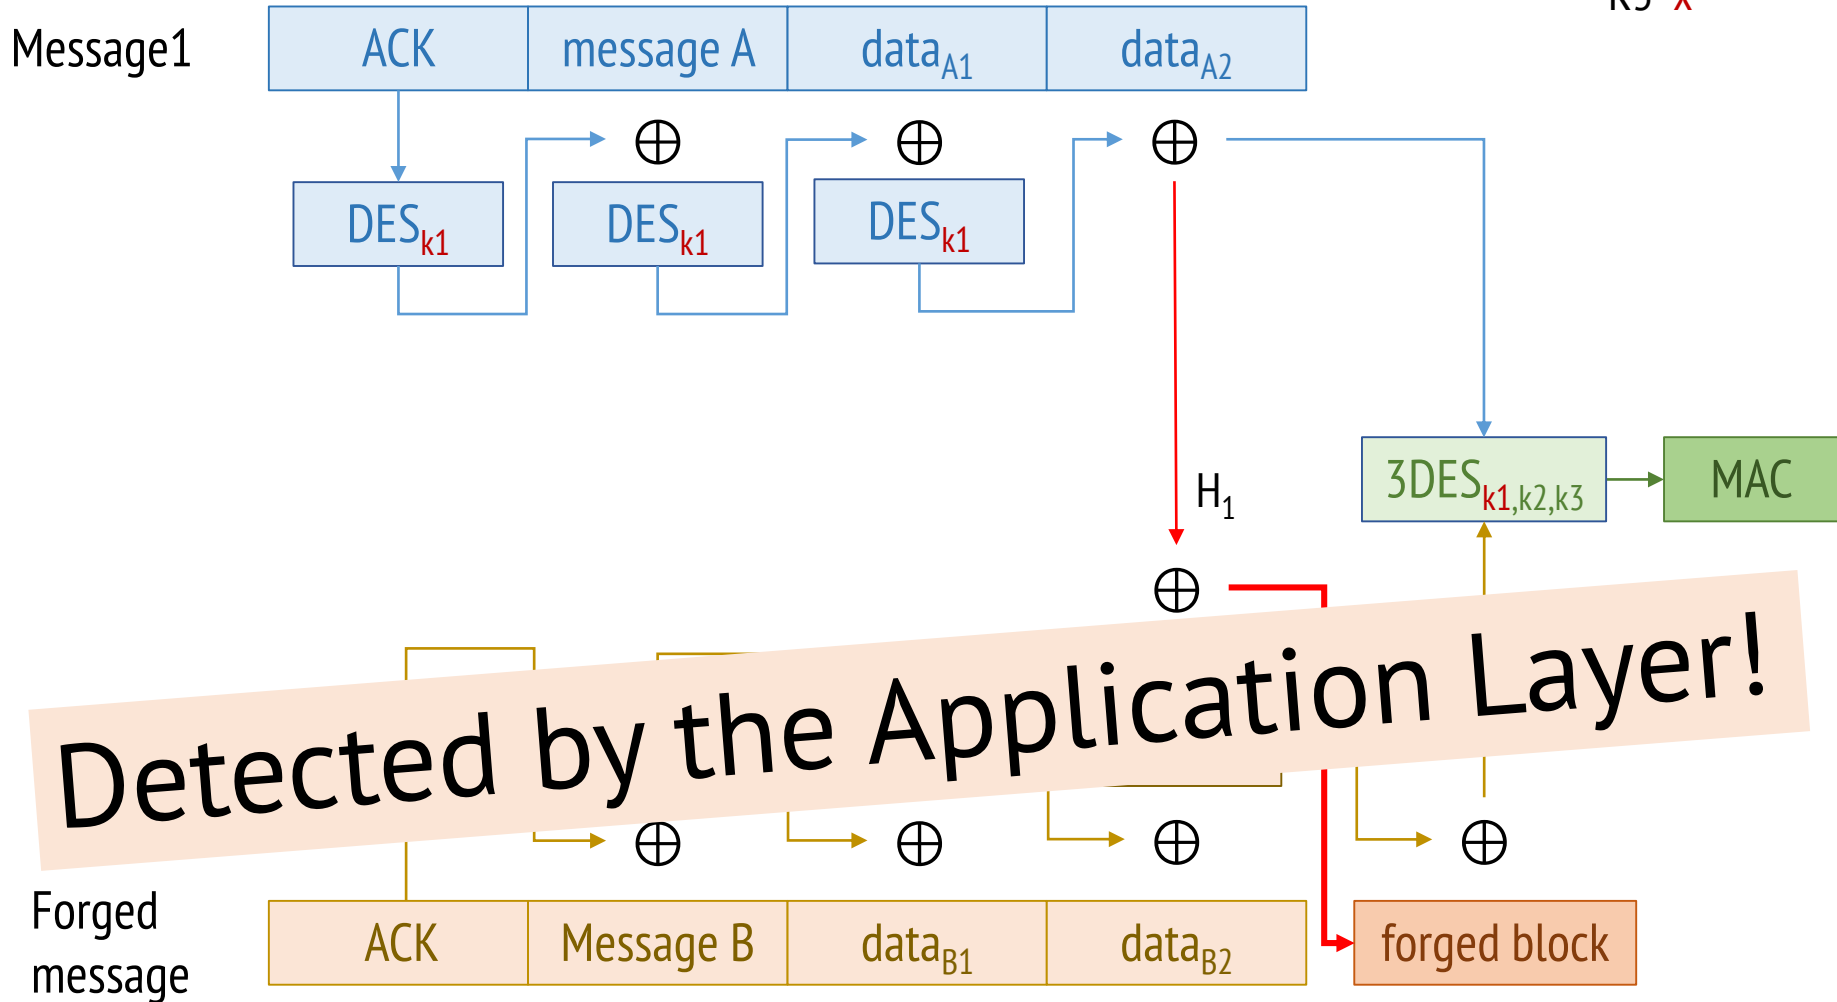 k3 x
Message1
ACK
message A
dataA1
dataA2
DESk1
DESk1
DESk1
H1
3DESk1,k2,k3
MAC
Detected by the Application Layer!
Forged
message
ACK
Message B
dataB1
dataB2
forged block